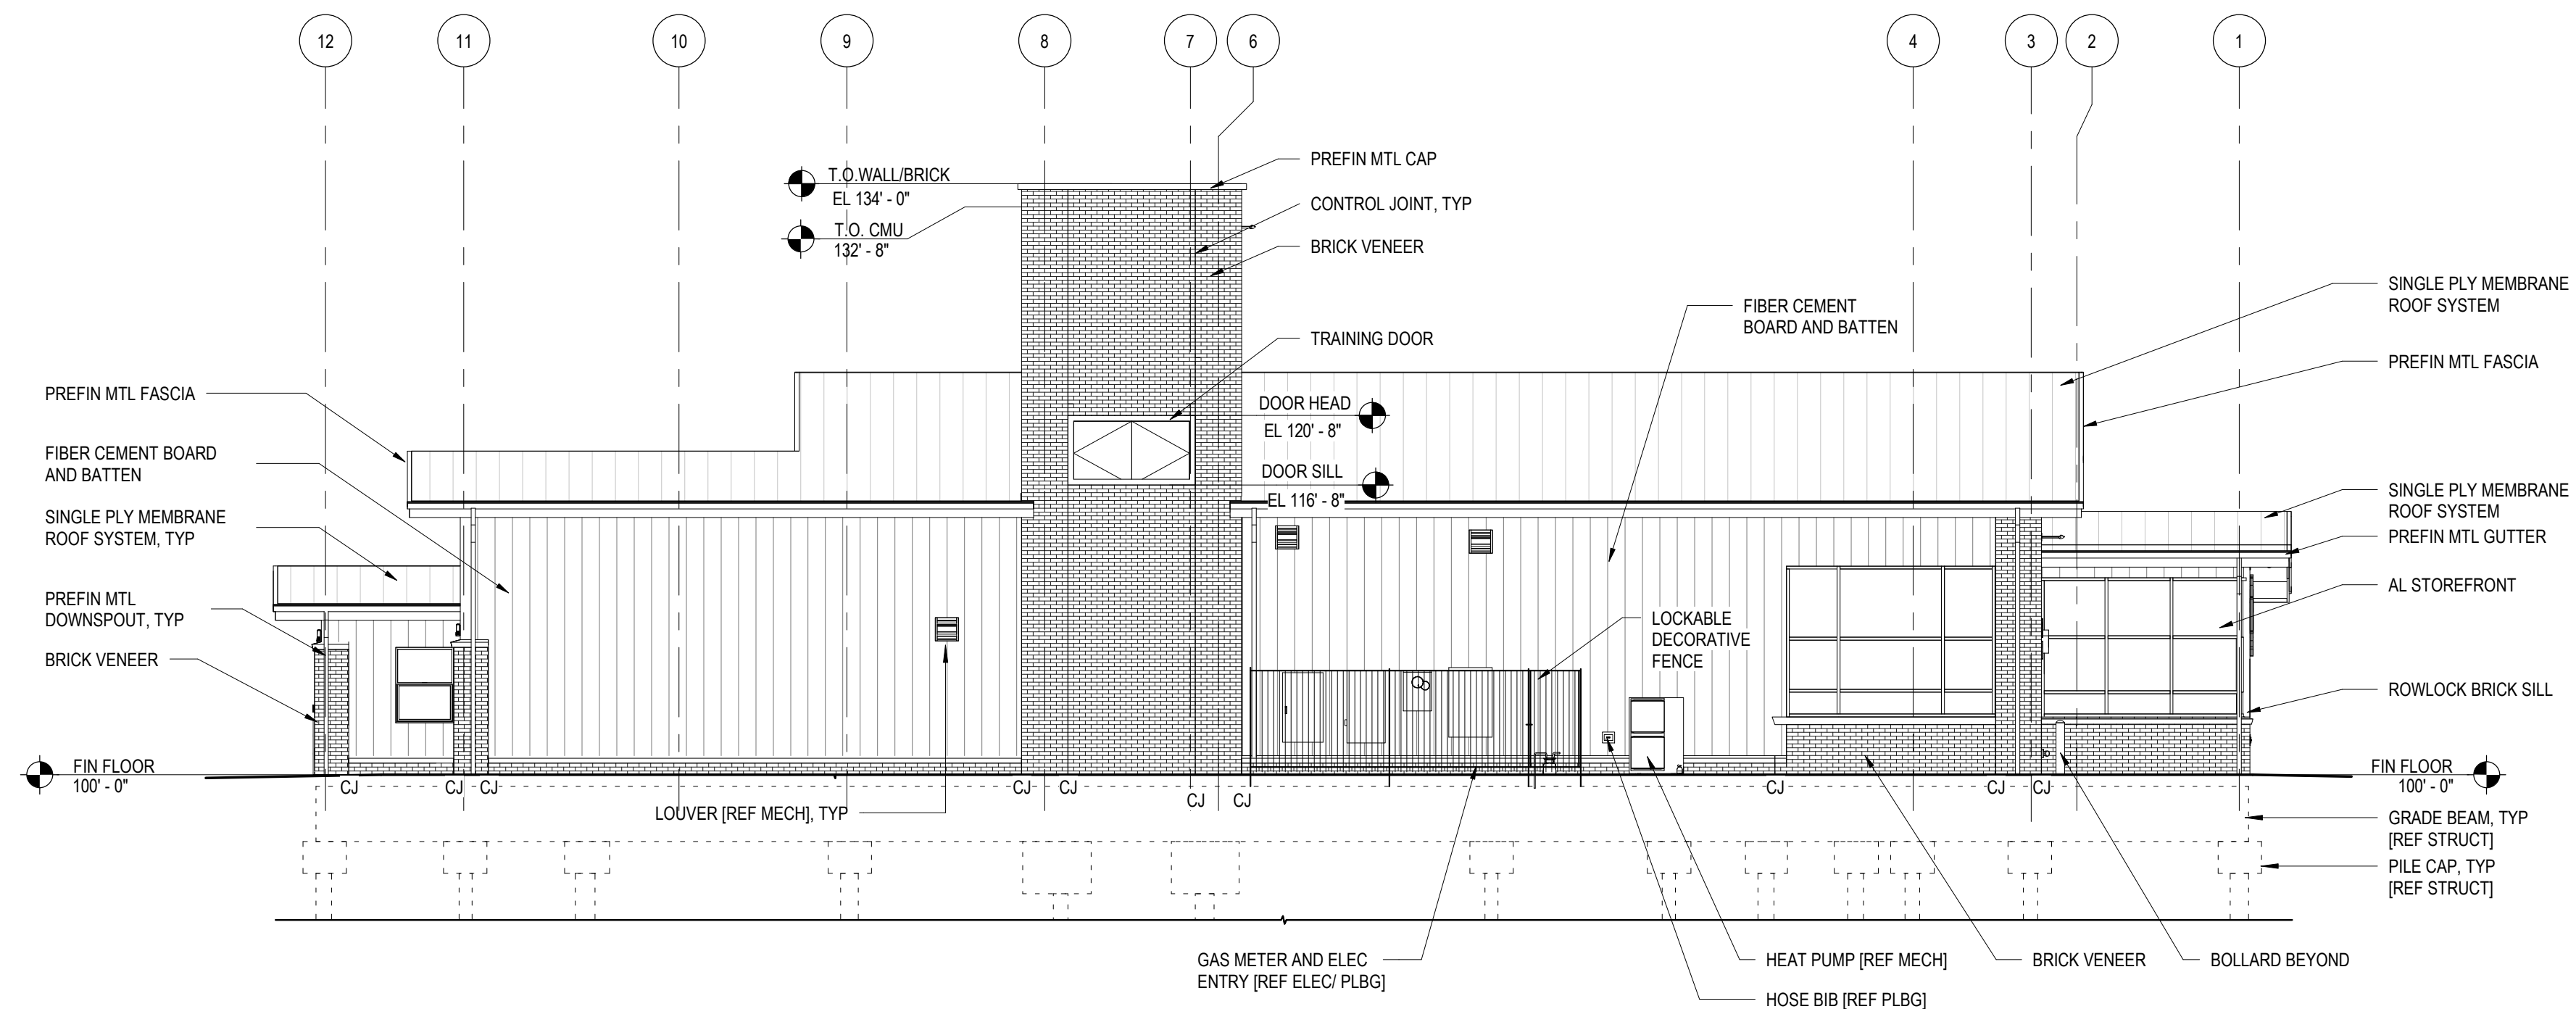 12
11
10
9
8
7
6
4
3
2
1
PREFIN MTL CAP
T.O.WALL/BRICK
EL 134' - 0"
CONTROL JOINT, TYP
T.O. CMU
132' - 8"
BRICK VENEER
SINGLE PLY MEMBRANE
ROOF SYSTEM
FIBER CEMENT
BOARD AND BATTEN
TRAINING DOOR
PREFIN MTL FASCIA
PREFIN MTL FASCIA
DOOR HEAD
EL 120' - 8"
FIBER CEMENT BOARD
AND BATTEN
DOOR SILL
EL 116' - 8"
SINGLE PLY MEMBRANE
ROOF SYSTEM
SINGLE PLY MEMBRANE
ROOF SYSTEM, TYP
PREFIN MTL GUTTER
AL STOREFRONT
PREFIN MTL
DOWNSPOUT, TYP
LOCKABLE
DECORATIVE
FENCE
BRICK VENEER
ROWLOCK BRICK SILL
FIN FLOOR
100' - 0"
FIN FLOOR
100' - 0"
CJ
CJ
CJ
CJ
CJ
CJ
CJ
CJ
CJ
CJ
LOUVER [REF MECH], TYP
GRADE BEAM, TYP
[REF STRUCT]
PILE CAP, TYP
[REF STRUCT]
GAS METER AND ELEC
ENTRY [REF ELEC/ PLBG]
HEAT PUMP [REF MECH]
BRICK VENEER
BOLLARD BEYOND
HOSE BIB [REF PLBG]